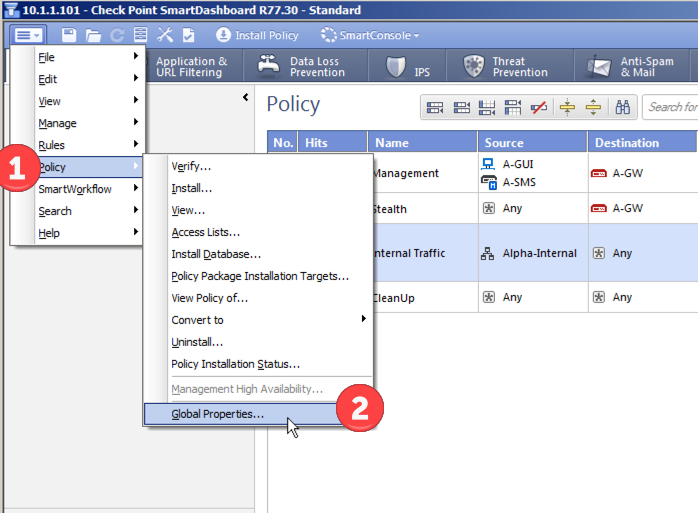 10.1.1.101 - Check Point SmartDashboard R77.30 - Standard
Install Policy
SmartConsole
File
Edit
View
Manage
Rules
Policy
SmartWorkflow
Search
Help
1
Application &
URL Filtering
Data Loss
Prevention
IPS
Threat
Prevention
Anti-Spam
& Mail
Policy
Search for
No. Hits Name Source Destination
Management A-GUI A-GW
A-SMS
Stealth Any A-GW
Internal Traffic Alpha-Internal Any
CleanUp Any Any
Verify...
Install...
View...
Access Lists...
Install Database...
Policy Package Installation Targets...
View Policy of...
Convert to
Uninstall...
Policy Installation Status...
Management High Availability...
Global Properties...
2